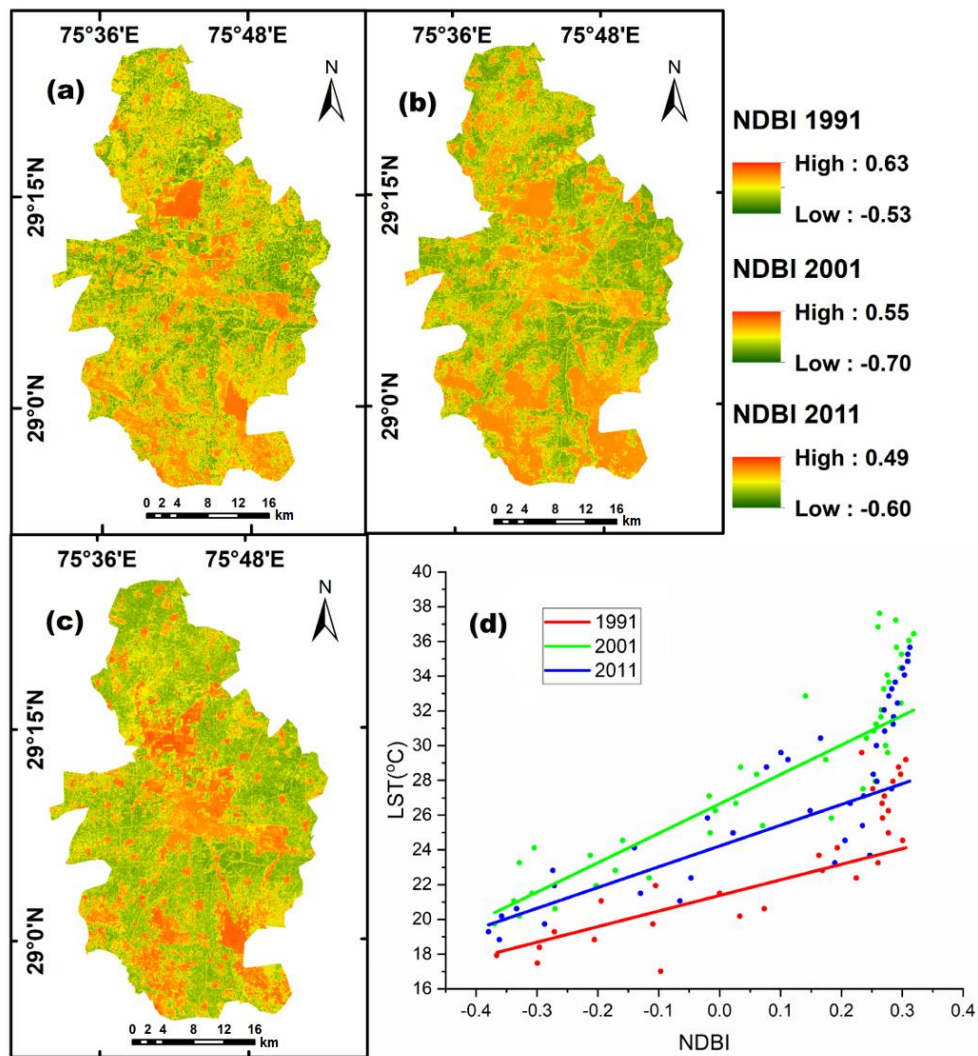 75°36'E 75°48'E
(a)
N
29°15'N
29°0'N
0 2 4 8 12 16
km
75°36'E 75°48'E
(b)
N
29°15'N
29°0'N
0 2 4 8 12 16
km
NDBI 1991
High : 0.63
Low : -0.53
NDBI 2001
High : 0.55
Low : -0.70
NDBI 2011
High : 0.49
Low : -0.60
75°36'E 75°48'E
(c)
N
29°15'N
29°0'N
0 2 4 8 12 16
km
(d)
1991
2001
2011
LST(°C)
40
38
36
34
32
30
28
26
24
22
20
18
16
-0.4 -0.3 -0.2 -0.1 0.0 0.1 0.2 0.3 0.4
NDBI